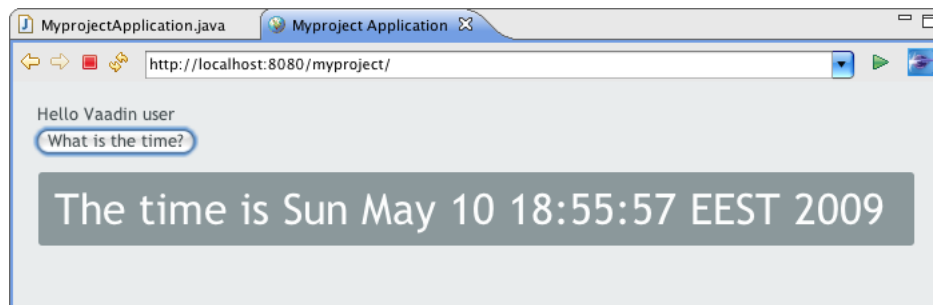 MyprojectApplication.java Myproject Application
http://localhost:8080/myproject/
Hello Vaadin user
What is the time?
The time is Sun May 10 18:55:57 EEST 2009